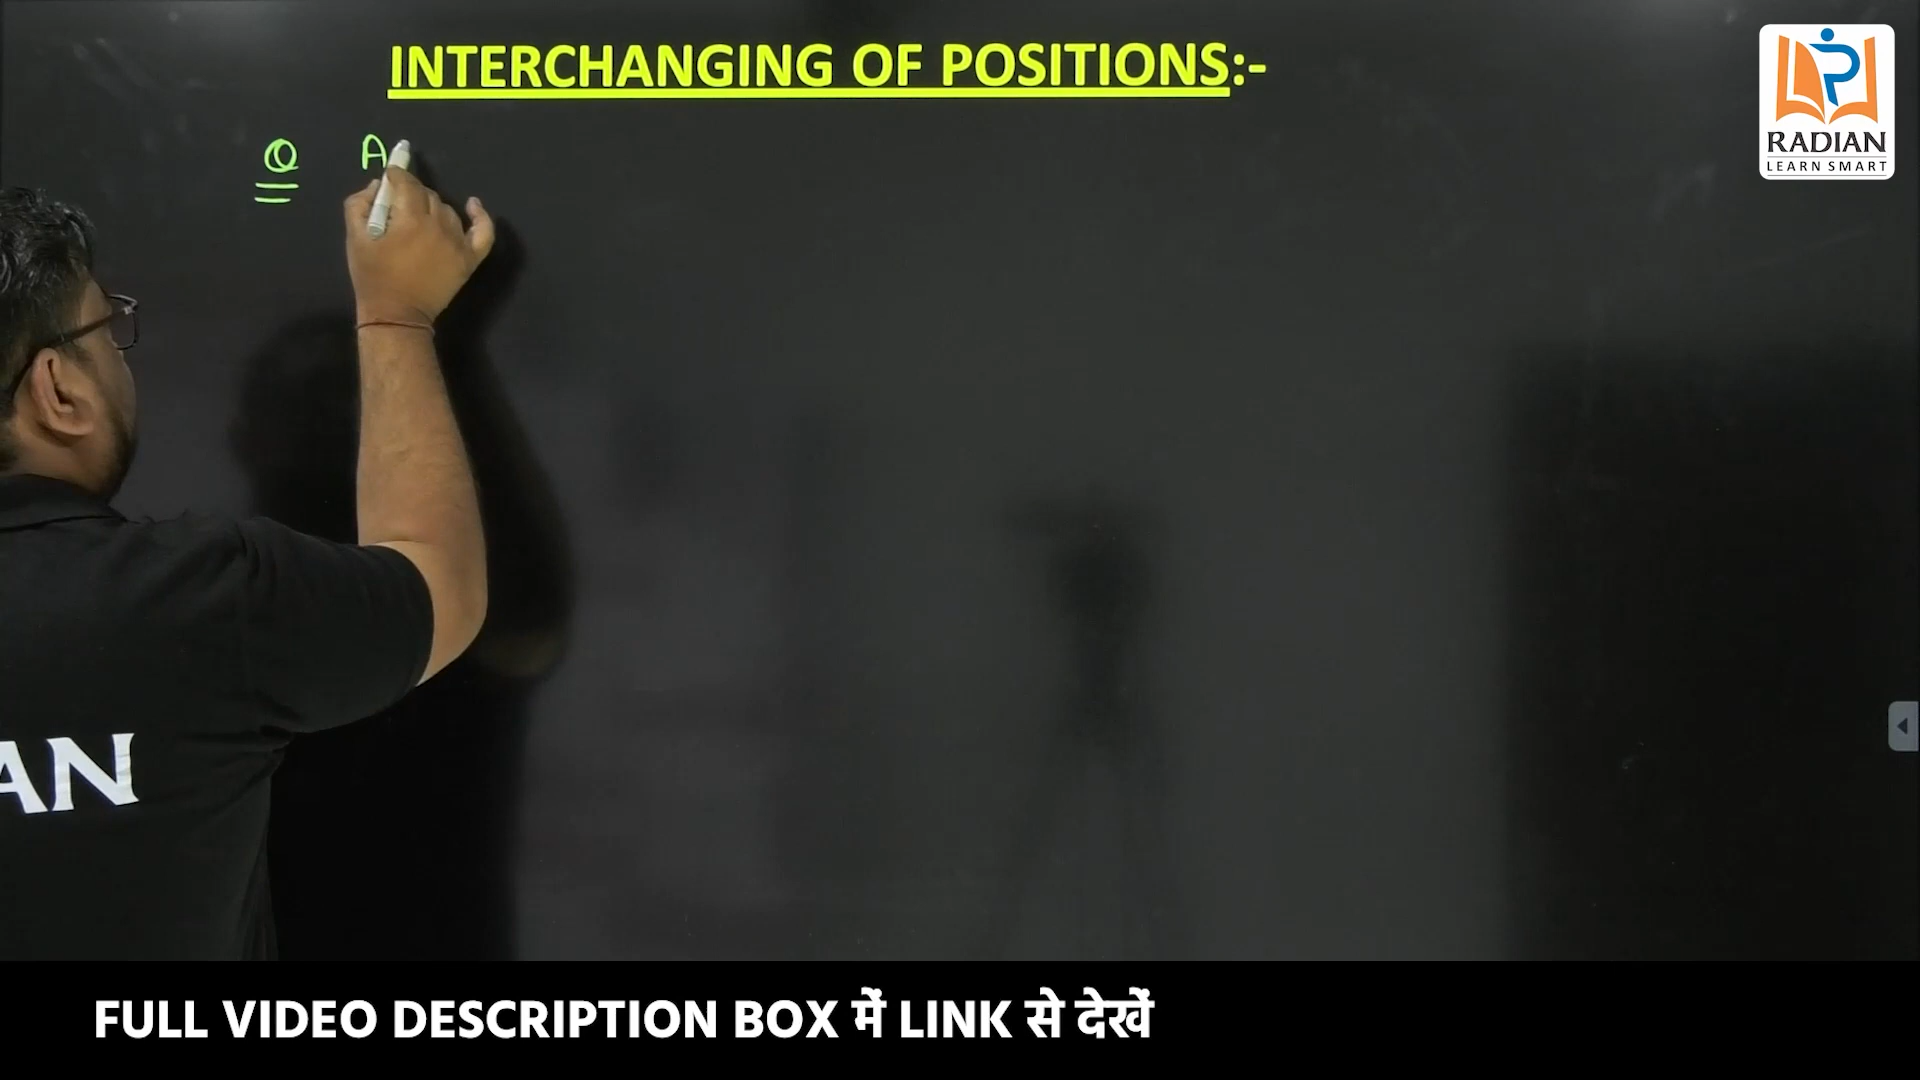 INTERCHANGING OF POSITIONS:-
RADIAN
LEARN SMART
Q A
AN
FULL VIDEO DESCRIPTION BOX में LINK से देखें